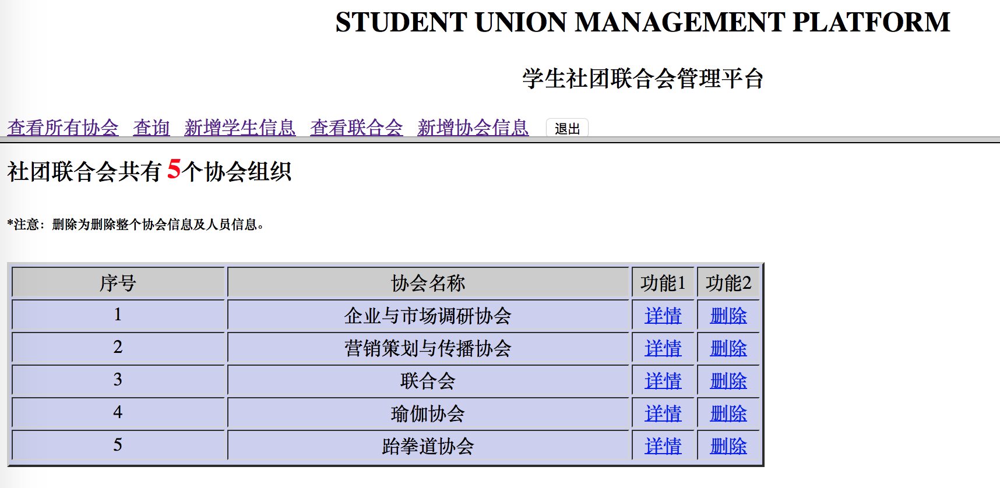 STUDENT UNION MANAGEMENT PLATFORM
学生社团联合会管理平台
查看所有协会 查询 新增学生信息 查看联合会 新增协会信息 退出
社团联合会共有 5个协会组织
*注意：删除为删除整个协会信息及人员信息。
序号 协会名称 功能1 功能2
1 企业与市场调研协会 详情 删除
2 营销策划与传播协会 详情 删除
3 联合会 详情 删除
4 瑜伽协会 详情 删除
5 跆拳道协会 详情 删除